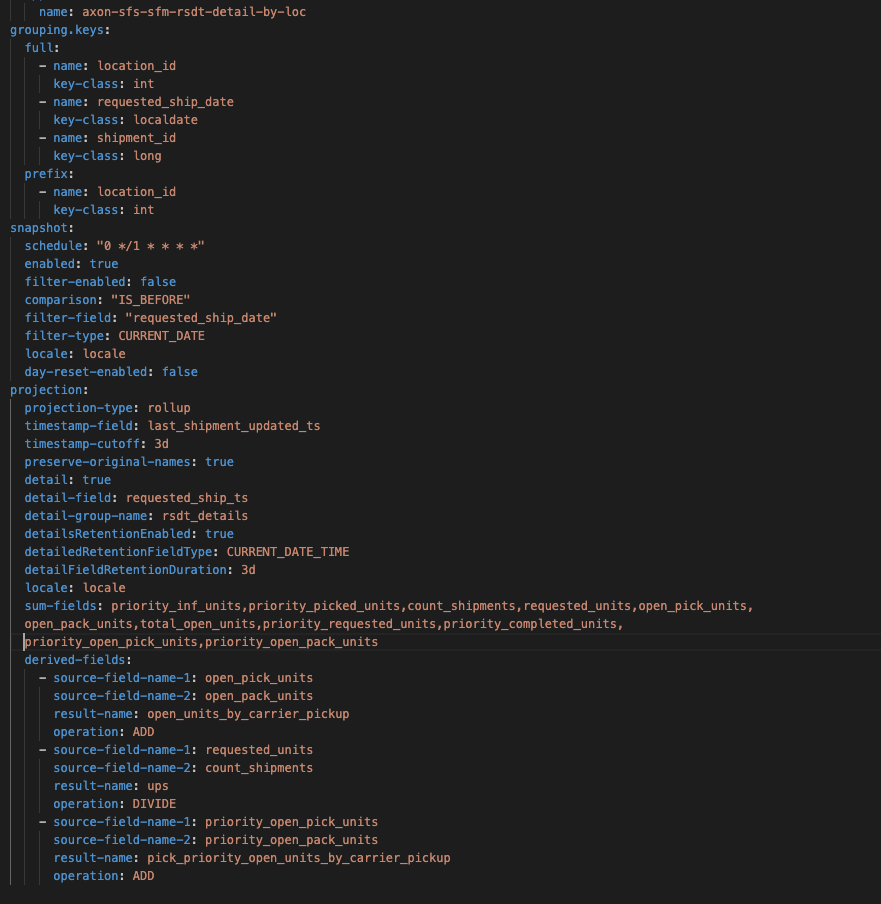 name: axon-sfs-sfm-rsdt-detail-by-loc
grouping.keys:
full:
- name: location_id
key-class: int
- name: requested_ship_date
key-class: localdate
- name: shipment_id
key-class: long
prefix:
- name: location_id
key-class: int
snapshot:
schedule: "0 */1 * * * *"
enabled: true
filter-enabled: false
comparison: "IS_BEFORE"
filter-field: "requested_ship_date"
filter-type: CURRENT_DATE
locale: locale
day-reset-enabled: false
projection:
projection-type: rollup
timestamp-field: last_shipment_updated_ts
timestamp-cutoff: 3d
preserve-original-names: true
detail: true
detail-field: requested_ship_ts
detail-group-name: rsdt_details
detailsRetentionEnabled: true
detailedRetentionFieldType: CURRENT_DATE_TIME
detailFieldRetentionDuration: 3d
locale: locale
sum-fields: priority_inf_units,priority_picked_units,count_shipments,requested_units,open_pick_units,
open_pack_units,total_open_units,priority_requested_units,priority_completed_units,
priority_open_pick_units,priority_open_pack_units
derived-fields:
- source-field-name-1: open_pick_units
source-field-name-2: open_pack_units
result-name: open_units_by_carrier_pickup
operation: ADD
- source-field-name-1: requested_units
source-field-name-2: count_shipments
result-name: ups
operation: DIVIDE
- source-field-name-1: priority_open_pick_units
source-field-name-2: priority_open_pack_units
result-name: pick_priority_open_units_by_carrier_pickup
operation: ADD